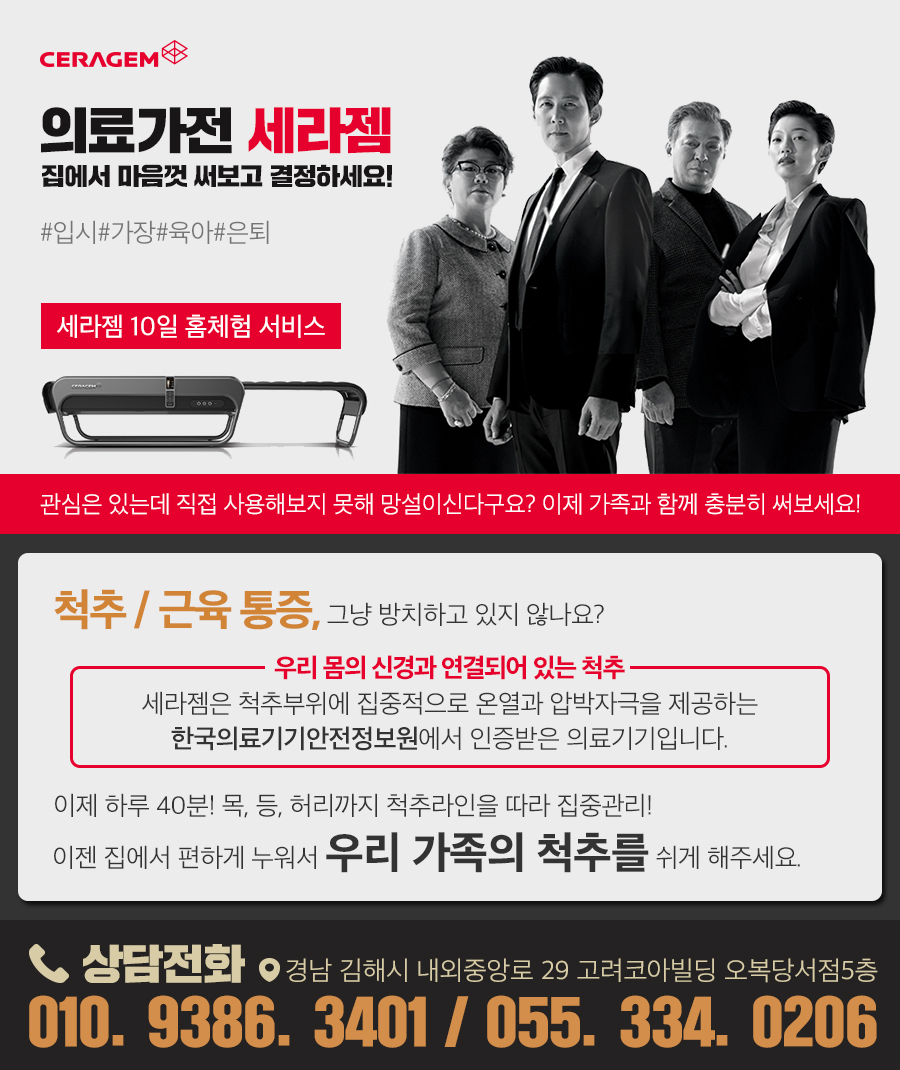 CERAGEM
의료가전 세라젬
집에서 마음껏 써보고 결정하세요!
#입시#가장#육아#은퇴
세라젬 10일 홈체험 서비스
CERAGEM
관심은 있는데 직접 사용해보지 못해 망설이신다구요? 이제 가족과 함께 충분히 써보세요!
척추 / 근육 통증, 그냥 방치하고 있지 않나요?
우리 몸의 신경과 연결되어 있는 척추
세라젬은 척추부위에 집중적으로 온열과 압박자극을 제공하는
한국의료기기안전정보원에서 인증받은 의료기기입니다.
이제 하루 40분! 목, 등, 허리까지 척추라인을 따라 집중관리!
이젠 집에서 편하게 누워서 우리 가족의 척추를 쉬게 해주세요.
상담전화 경남 김해시 내외중앙로 29 고려코아빌딩 오복당서점5층
010. 9386. 3401 / 055. 334. 0206